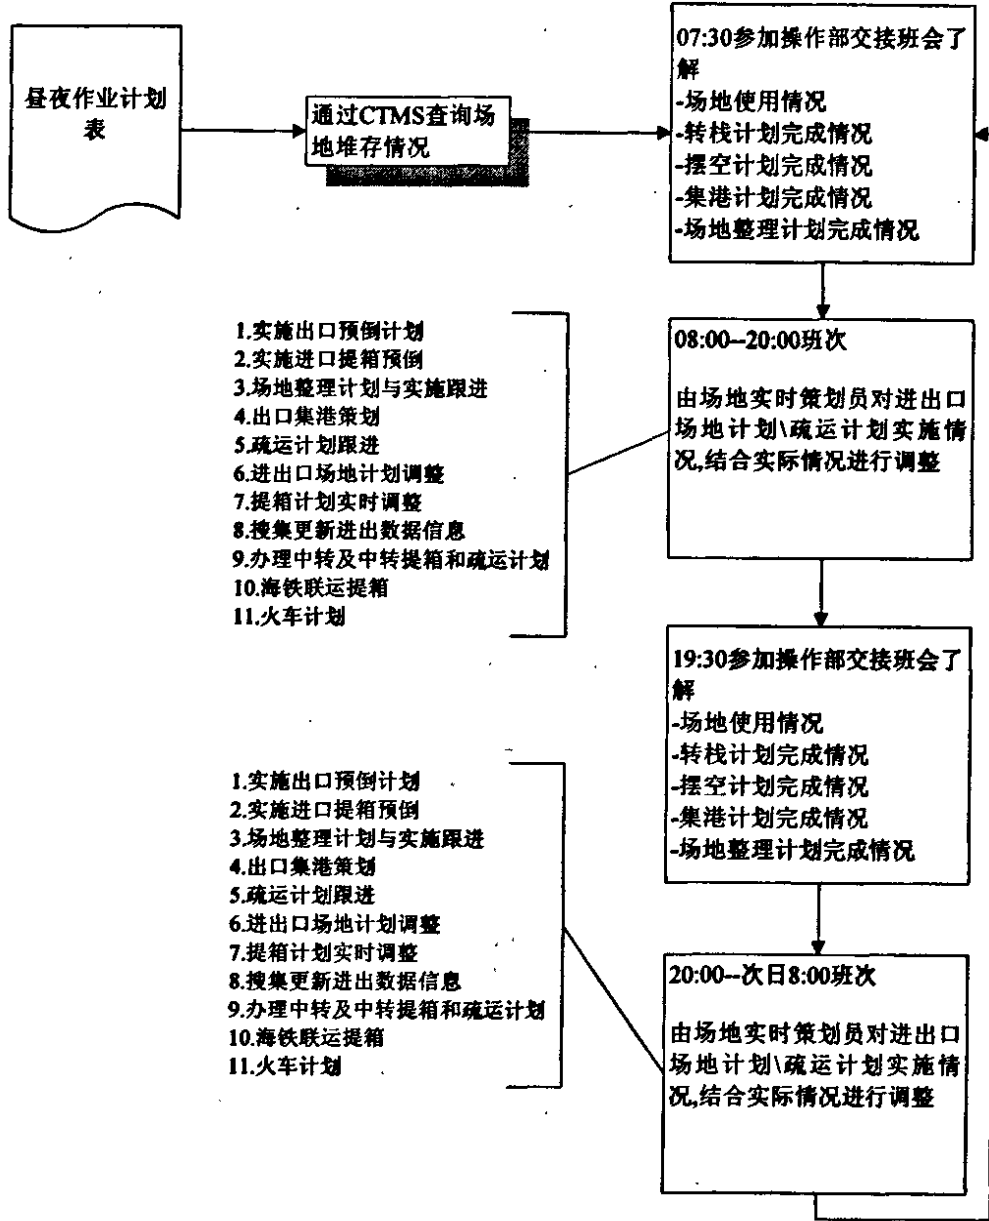 昼夜作业计划
表
通过CTMS查询场
地堆存情况
07:30参加操作部交接班会了
解
-场地使用情况
-转栈计划完成情况
-摆空计划完成情况
-集港计划完成情况
-场地整理计划完成情况
08:00--20:00班次
由场地实时策划员对进出口
场地计划\疏运计划实施情
况,结合实际情况进行调整
1.实施出口预倒计划
2.实施进口提箱预倒
3.场地整理计划与实施跟进
4.出口集港策划
5.疏运计划跟进
6.进出口场地计划调整
7.提箱计划实时调整
8.搜集更新进出数据信息
9.办理中转及中转提箱和疏运计划
10.海铁联运提箱
11.火车计划
19:30参加操作部交接班会了
解
-场地使用情况
-转栈计划完成情况
-摆空计划完成情况
-集港计划完成情况
-场地整理计划完成情况
20:00--次日8:00班次
由场地实时策划员对进出口
场地计划\疏运计划实施情
况,结合实际情况进行调整
1.实施出口预倒计划
2.实施进口提箱预倒
3.场地整理计划与实施跟进
4.出口集港策划
5.疏运计划跟进
6.进出口场地计划调整
7.提箱计划实时调整
8.搜集更新进出数据信息
9.办理中转及中转提箱和疏运计划
10.海铁联运提箱
11.火车计划